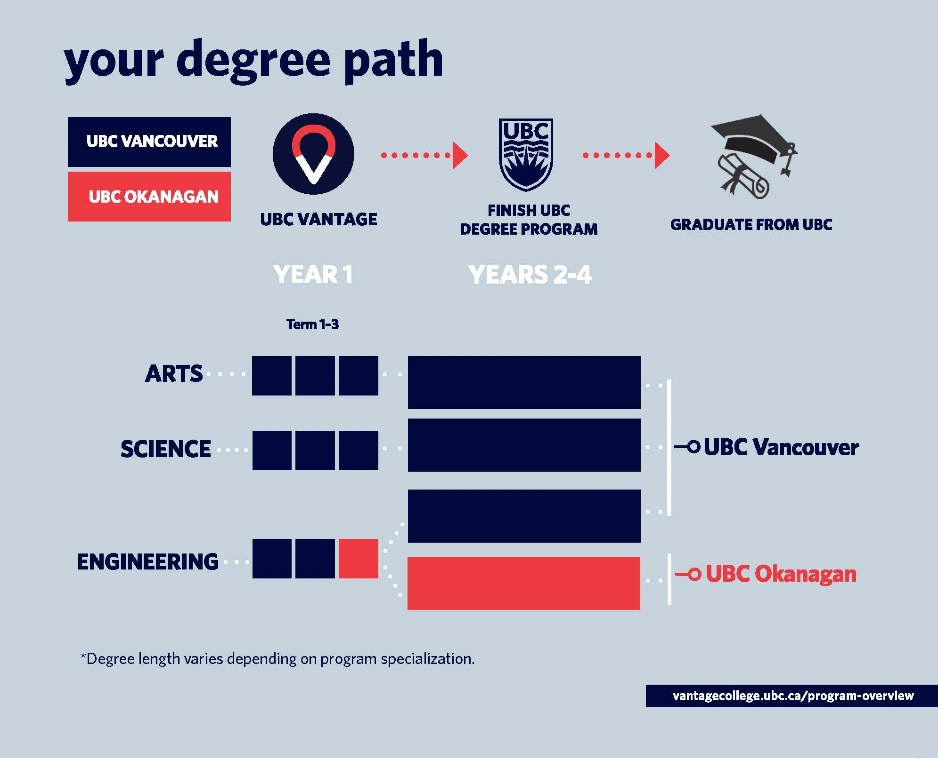 your degree path
UBC VANCOUVER
UBC OKANAGAN
UBC VANTAGE
UBC
FINISH UBC
DEGREE PROGRAM
GRADUATE FROM UBC
YEAR 1
YEARS 2-4
Term 1-3
ARTS
SCIENCE
ENGINEERING
UBC Vancouver
UBC Okanagan
*Degree length varies depending on program specialization.
vantagecollege.ubc.ca/program-overview